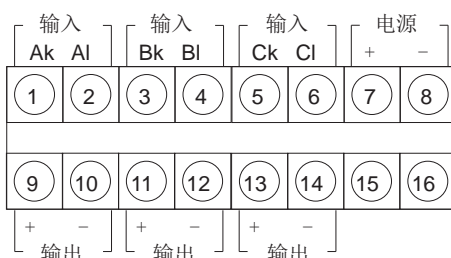 输入 输入 输入 电源
Ak Al Bk Bl Ck Cl + −
1 2 3 4 5 6 7 8
9 10 11 12 13 14 15 16
+ − + − + −
输出 输出 输出